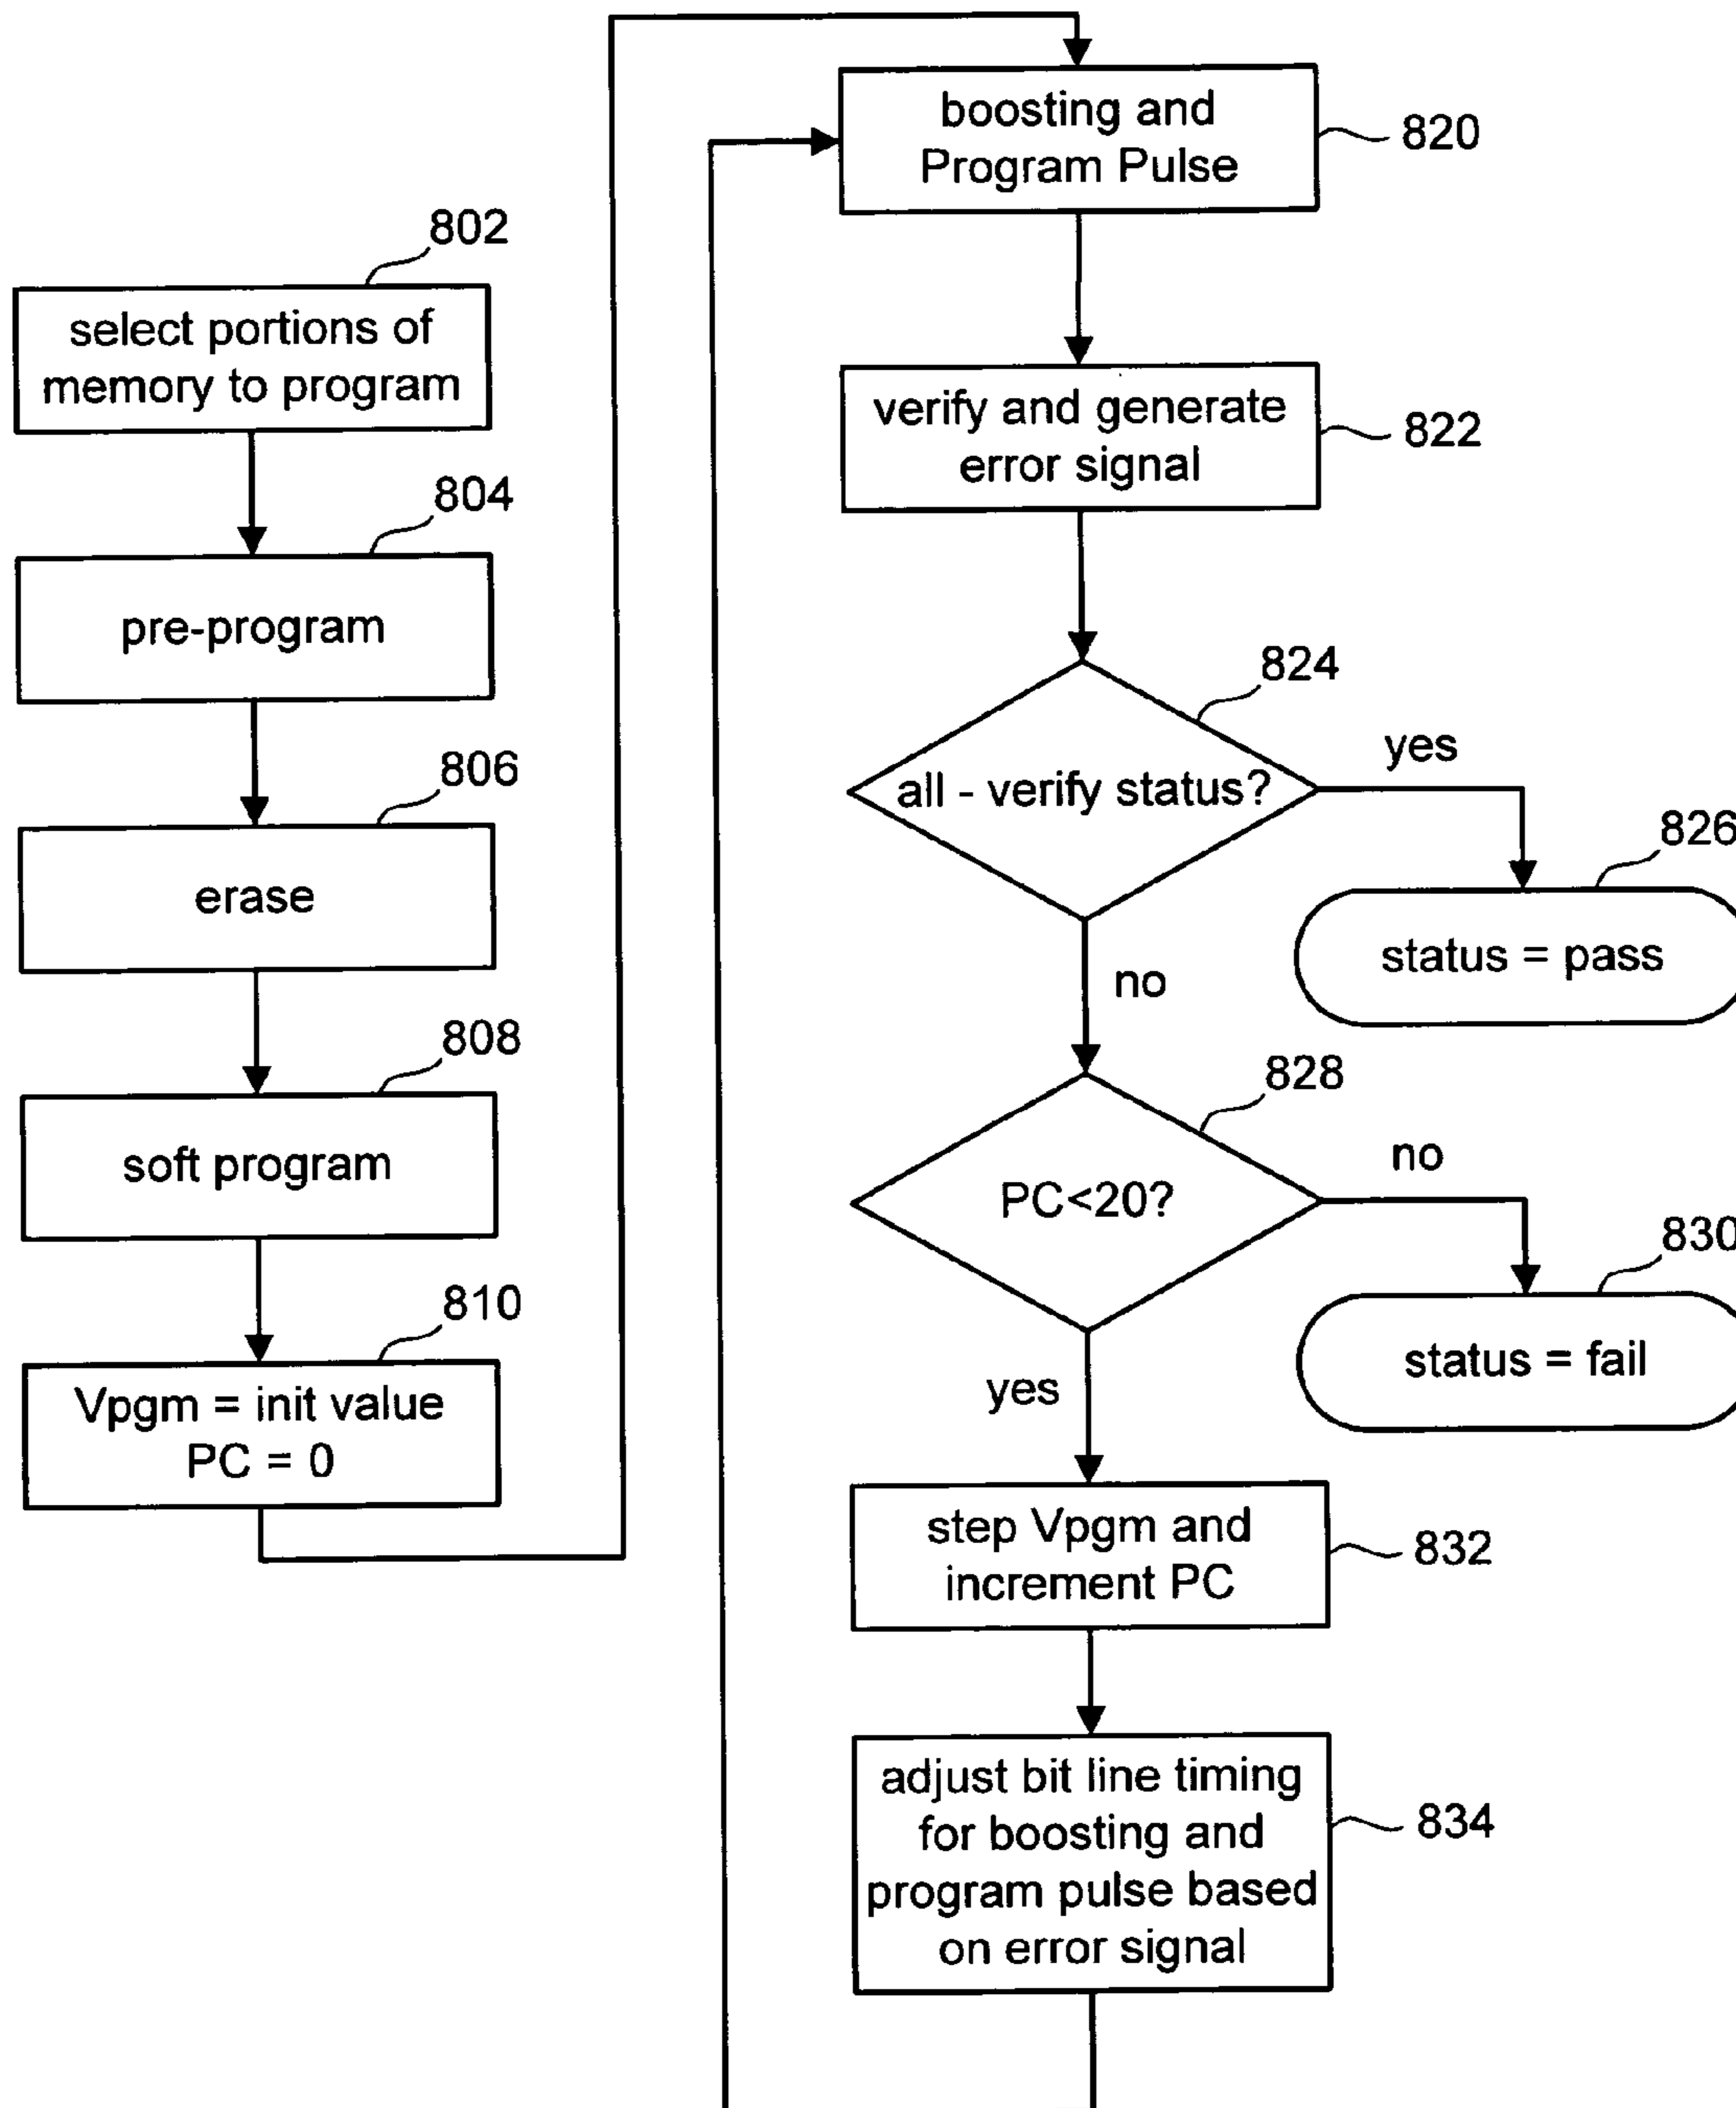 802
select portions of
memory to program
804
pre-program
806
erase
808
soft program
810
Vpgm = init value
PC = 0
boosting and
Program Pulse
820
verify and generate
error signal
822
824
all - verify status?
yes
826
status = pass
no
828
PC<20?
no
830
status = fail
yes
step Vpgm and
increment PC
832
adjust bit line timing
for boosting and
program pulse based
on error signal
834